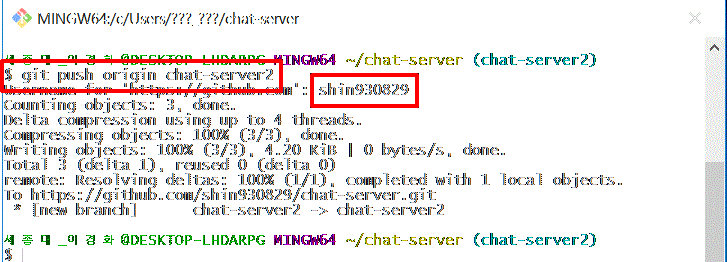 MINGW64:/c/Users/???_???/chat-server
세종대_이경화@DESKTOP-LHDARPG MINGW64 ~/chat-server (chat-server2)
$ git push origin chat-server2
Username for 'https://github.com': shin930829
Counting objects: 3, done.
Delta compression using up to 4 threads.
Compressing objects: 100% (3/3), done.
Writing objects: 100% (3/3), 4.20 KiB | 0 bytes/s, done.
Total 3 (delta 1), reused 0 (delta 0)
remote: Resolving deltas: 100% (1/1), completed with 1 local objects.
To https://github.com/shin930829/chat-server.git
* [new branch] chat-server2 -> chat-server2
세종대_이경화@DESKTOP-LHDARPG MINGW64 ~/chat-server (chat-server2)
$